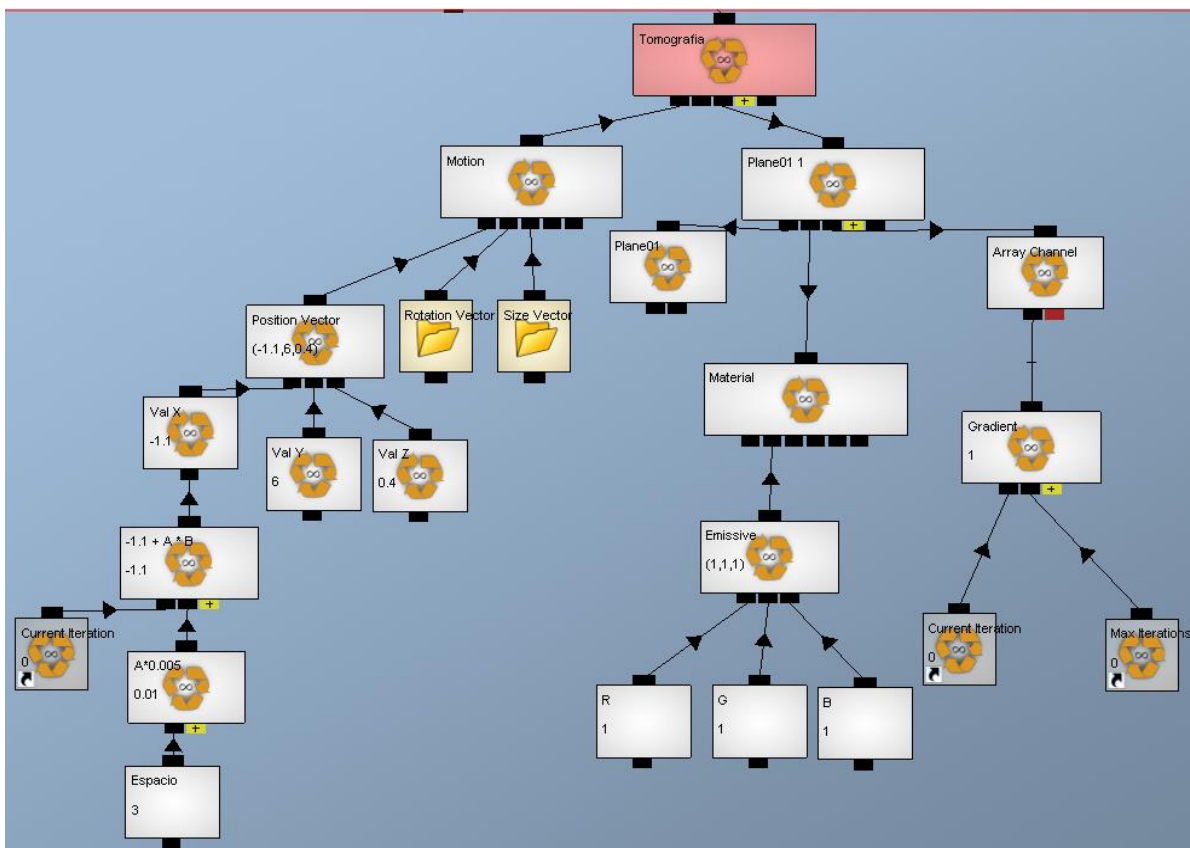 Tomografia
Motion
Plane01 1
Plane01
Array Channel
Position Vector
(-1.1,6,0.4)
Rotation Vector
Size Vector
Material
Val X
-1.1
Val Y
6
Val Z
0.4
Gradient
1
-1.1 + A * B
-1.1
Emissive
(1,1,1)
Current Iteration
0
Current Iteration
0
Max Iterations
0
A*0.005
0.01
R
1
G
1
B
1
Espacio
3